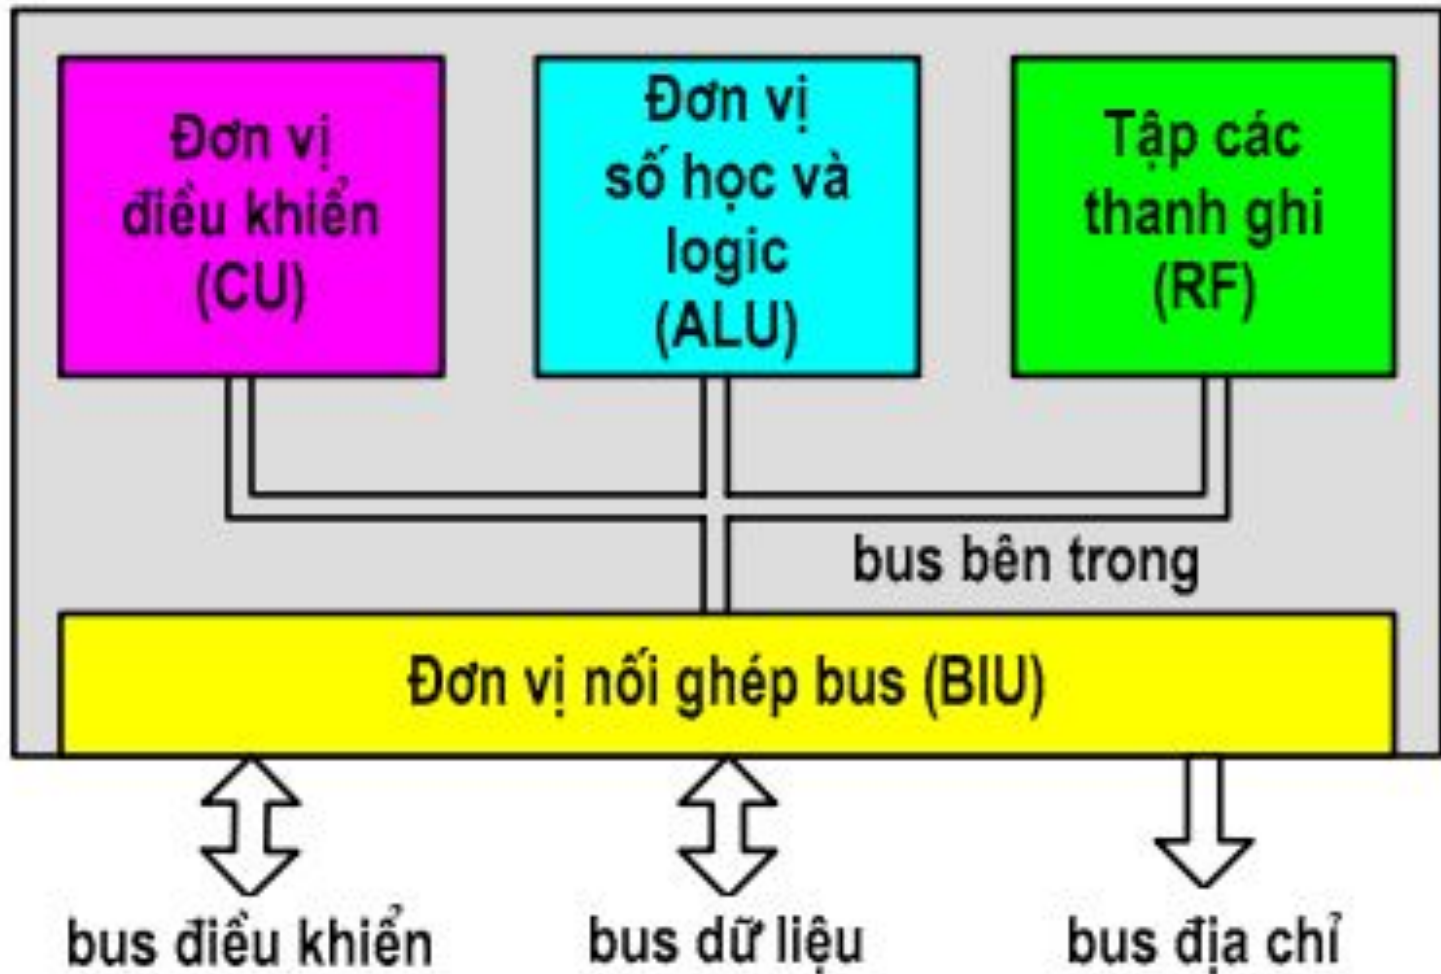 Đơn vị
điều khiển
(CU)
Đơn vị
số học và
logic
(ALU)
Tập các
thanh ghi
(RF)
bus bên trong
Đơn vị nối ghép bus (BIU)
bus điều khiển
bus dữ liệu
bus địa chỉ